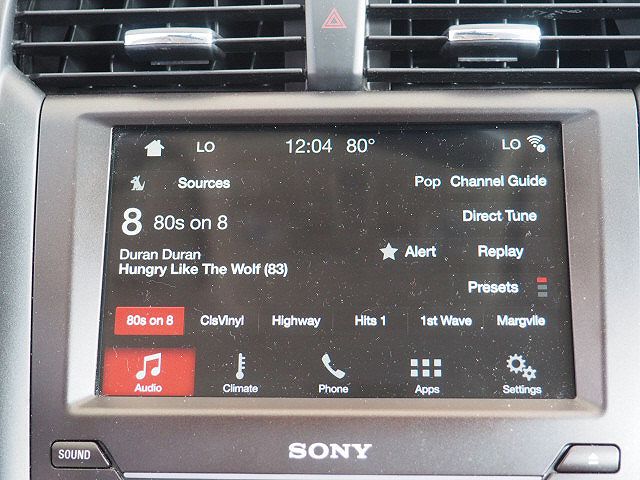 LO 12:04 80° LO
Sources Pop Channel Guide
8 80s on 8 Direct Tune
Duran Duran Alert Replay
Hungry Like The Wolf (83)
Presets
80s on 8 ClsVinyl Highway Hits 1 1st Wave Margvlle
Audio Climate Phone Apps Settings
SOUND SONY